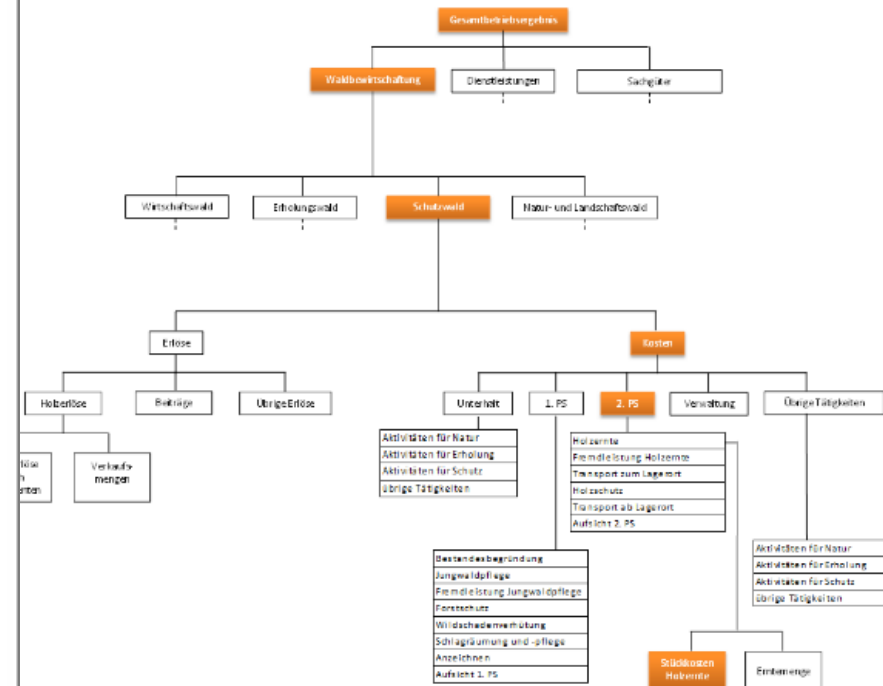 Gesamtbetriebsergebnis
Waldbewirtschaftung
Dienstleistungen
Sachgüter
Wirtschaftswald
Erholungswald
Schutzwald
Natur- und Landschaftswald
Erlöse
Kosten
Holzerlöse
Beiträge
Übrige Erlöse
Unterhalt
1. PS
2. PS
Verwaltung
Übrige Tätigkeiten
Verkaufs-
mengen
Aktivitäten für Natur
Aktivitäten für Erholung
Aktivitäten für Schutz
übrige Tätigkeiten
Holzernte
Fremdleistung Holzernte
Transport zum Lagerort
Holzschutz
Transport ab Lagerort
Aufsicht 2. PS
Bestandesbegründung
Jungwaldpflege
Fremdleistung Jungwaldpflege
Forstschutz
Wildschadenverhütung
Schlagräumung und -pflege
Anzeichnen
Aufsicht 1. PS
Aktivitäten für Natur
Aktivitäten für Erholung
Aktivitäten für Schutz
übrige Tätigkeiten
Stückkosten
Holzernte
Erntemenge